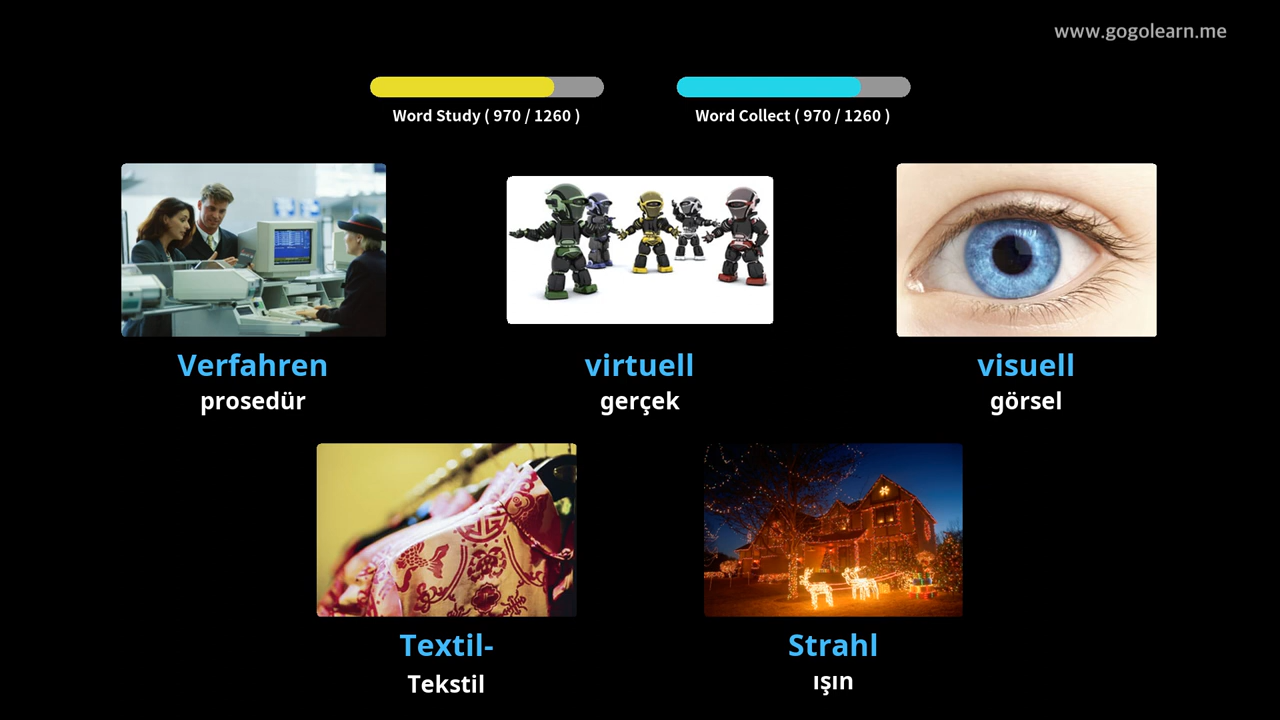 www.gogolearn.me
Word Study ( 970 / 1260 )
Word Collect ( 970 / 1260 )
Verfahren
prosedür
virtuell
gerçek
visuell
görsel
Textil-
Tekstil
Strahl
ışın